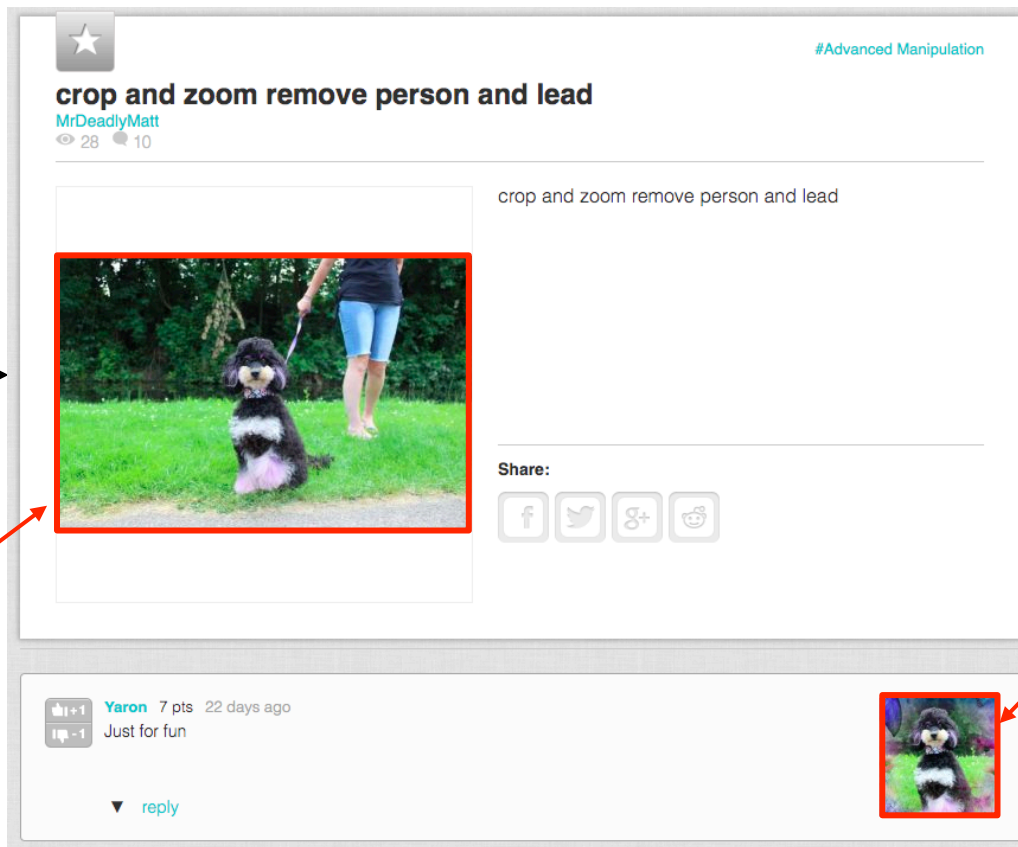 #Advanced Manipulation
crop and zoom remove person and lead
MrDeadlyMatt
28 10
crop and zoom remove person and lead
Share:
f 8+
+1 Yaron 7 pts 22 days ago
-1 Just for fun
▼ reply